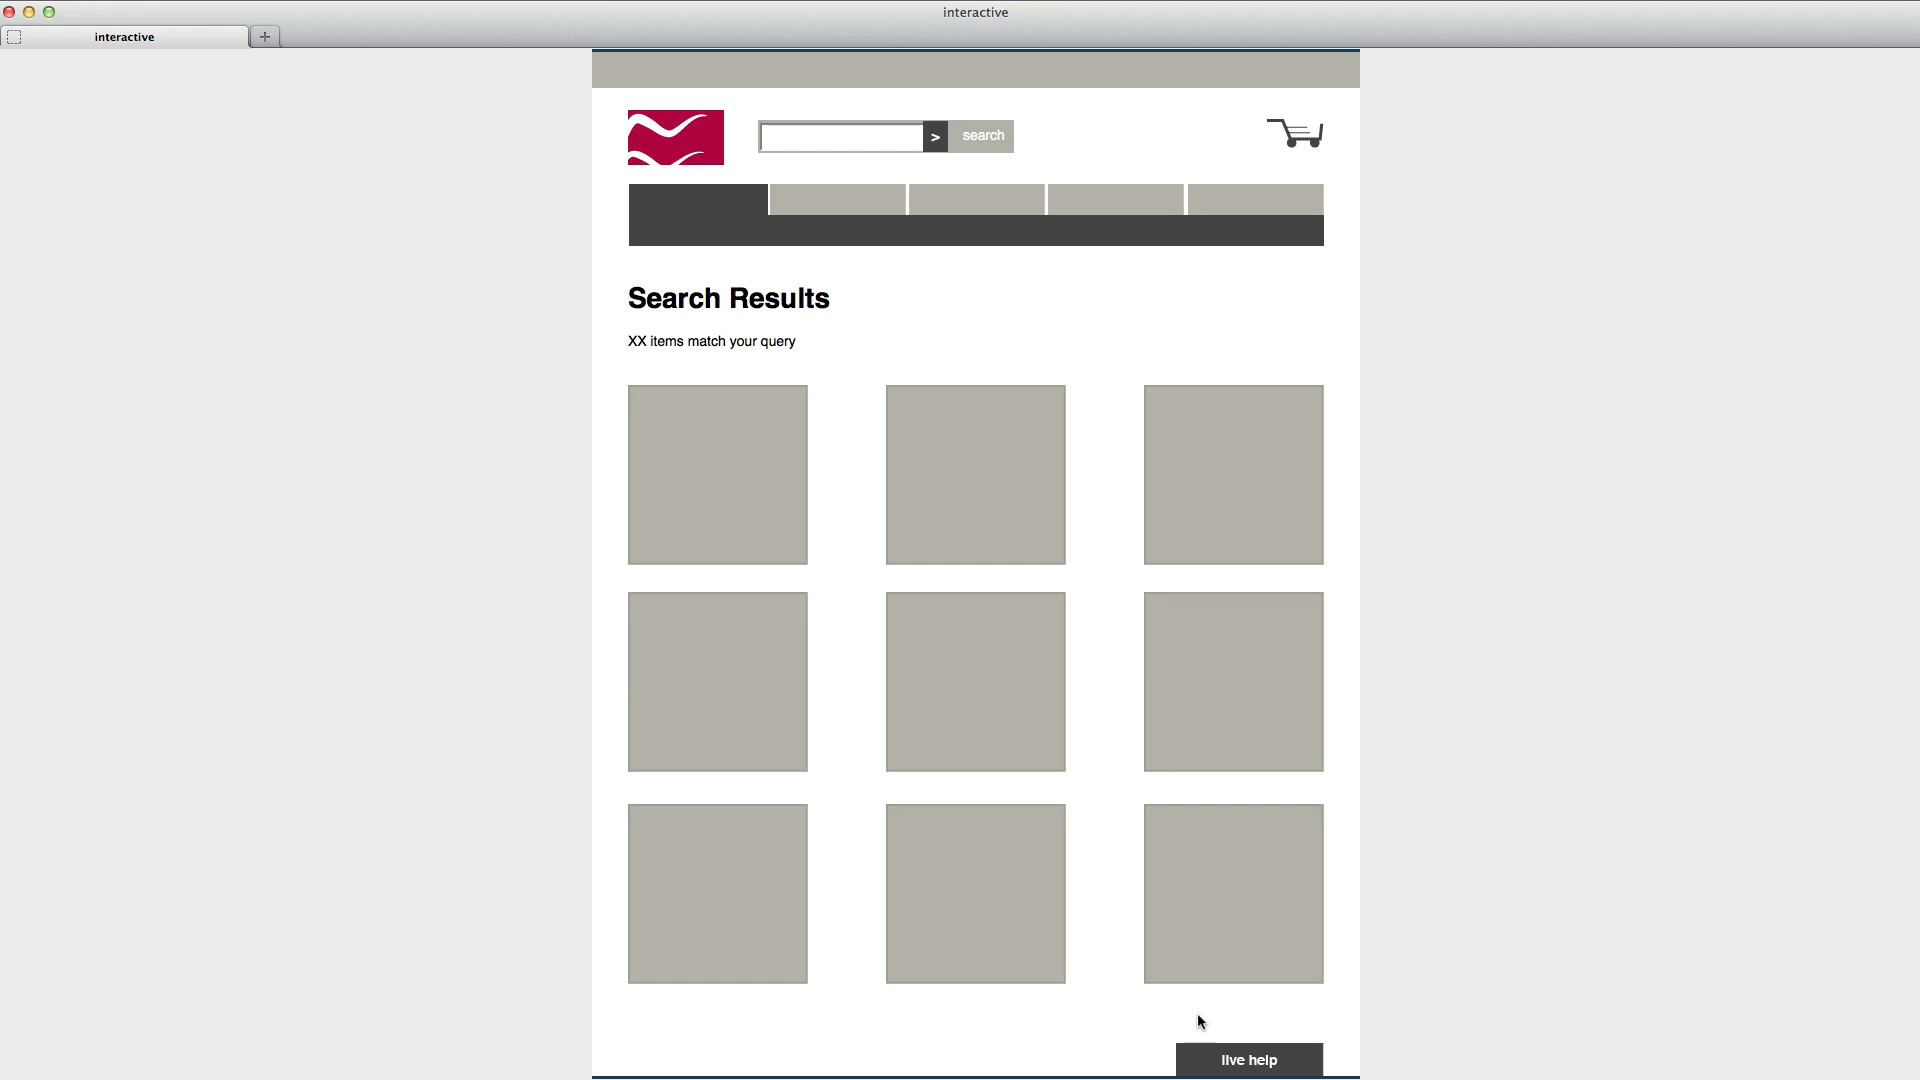 interactive
interactive
+
> search
Search Results
XX items match your query
live help